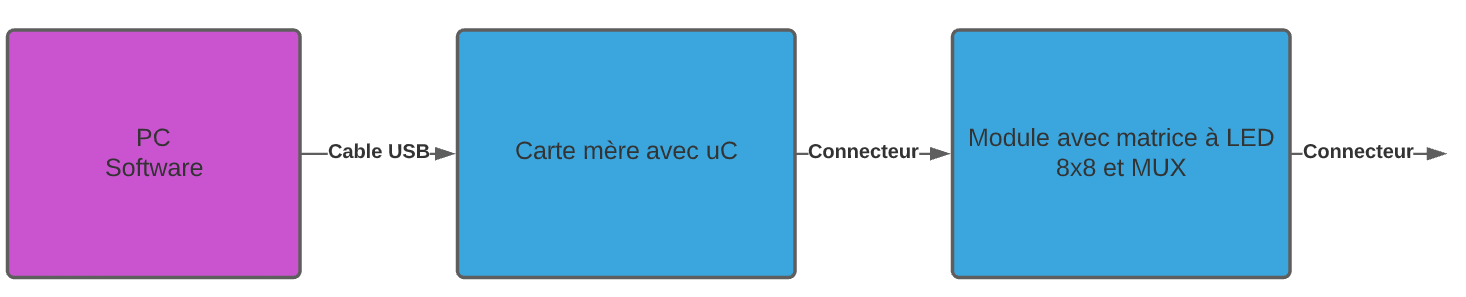 PC
Software
Cable USB
Carte mère avec uC
Connecteur
Module avec matrice à LED
8x8 et MUX
Connecteur